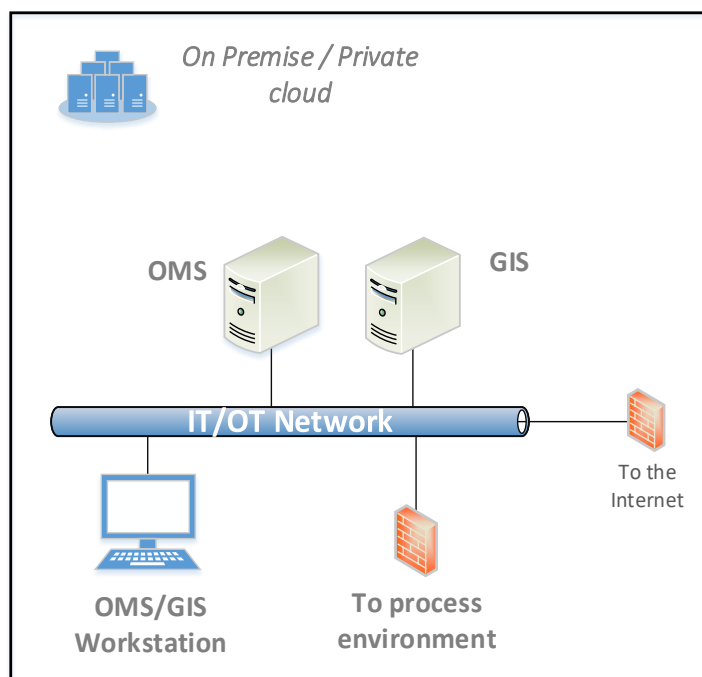 On Premise / Private
cloud
OMS
GIS
IT/OT Network
To the
Internet
OMS/GIS
Workstation
To process
environment